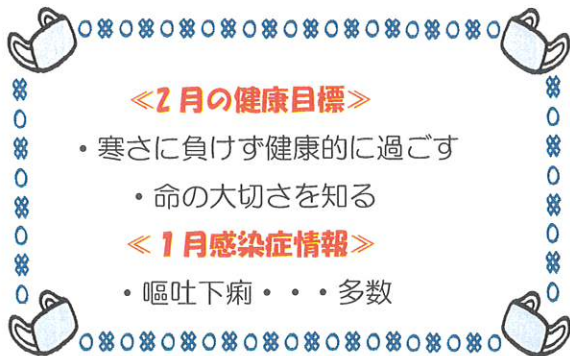 ≪2月の健康目標≫
・寒さに負けず健康的に過ごす
・命の大切さを知る
≪1月感染症情報≫
・嘔吐下痢・・・多数